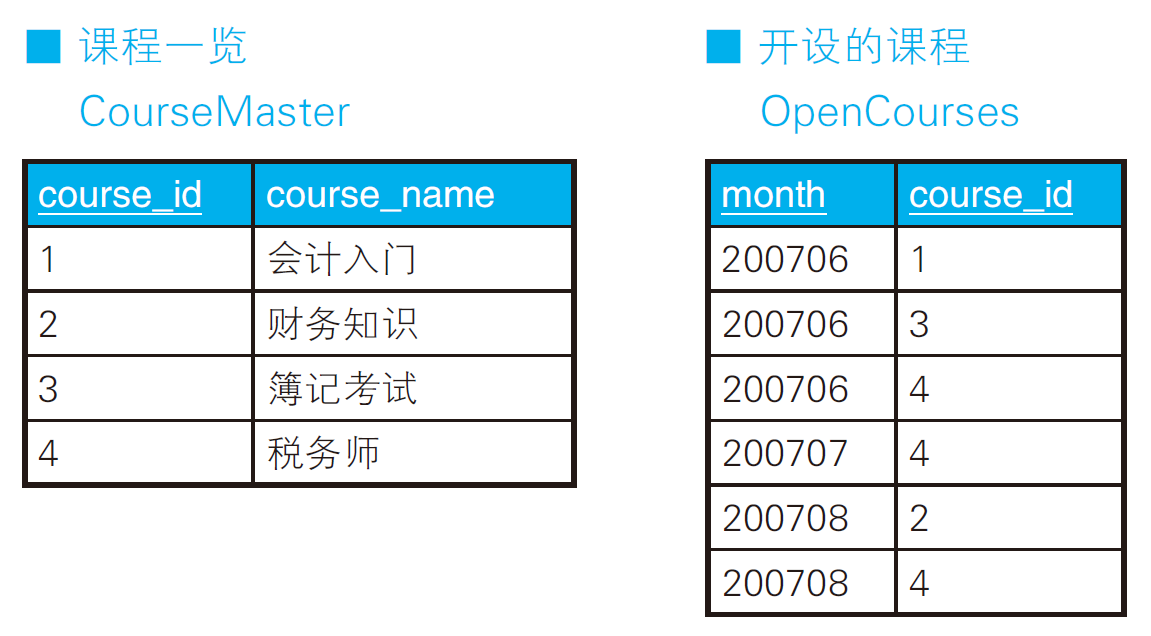 课程一览
CourseMaster
course_id course_name
1 会计入门
2 财务知识
3 簿记考试
4 税务师
开设的课程
OpenCourses
month course_id
200706 1
200706 3
200706 4
200707 4
200708 2
200708 4